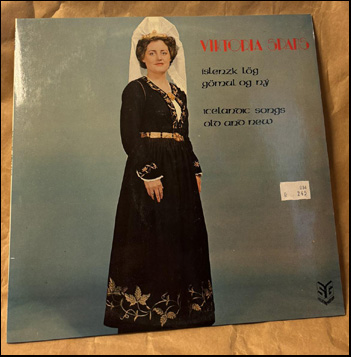 VIKTORIA SPANS
íslenzk lög
gömul og ný
icelandic songs
old and new